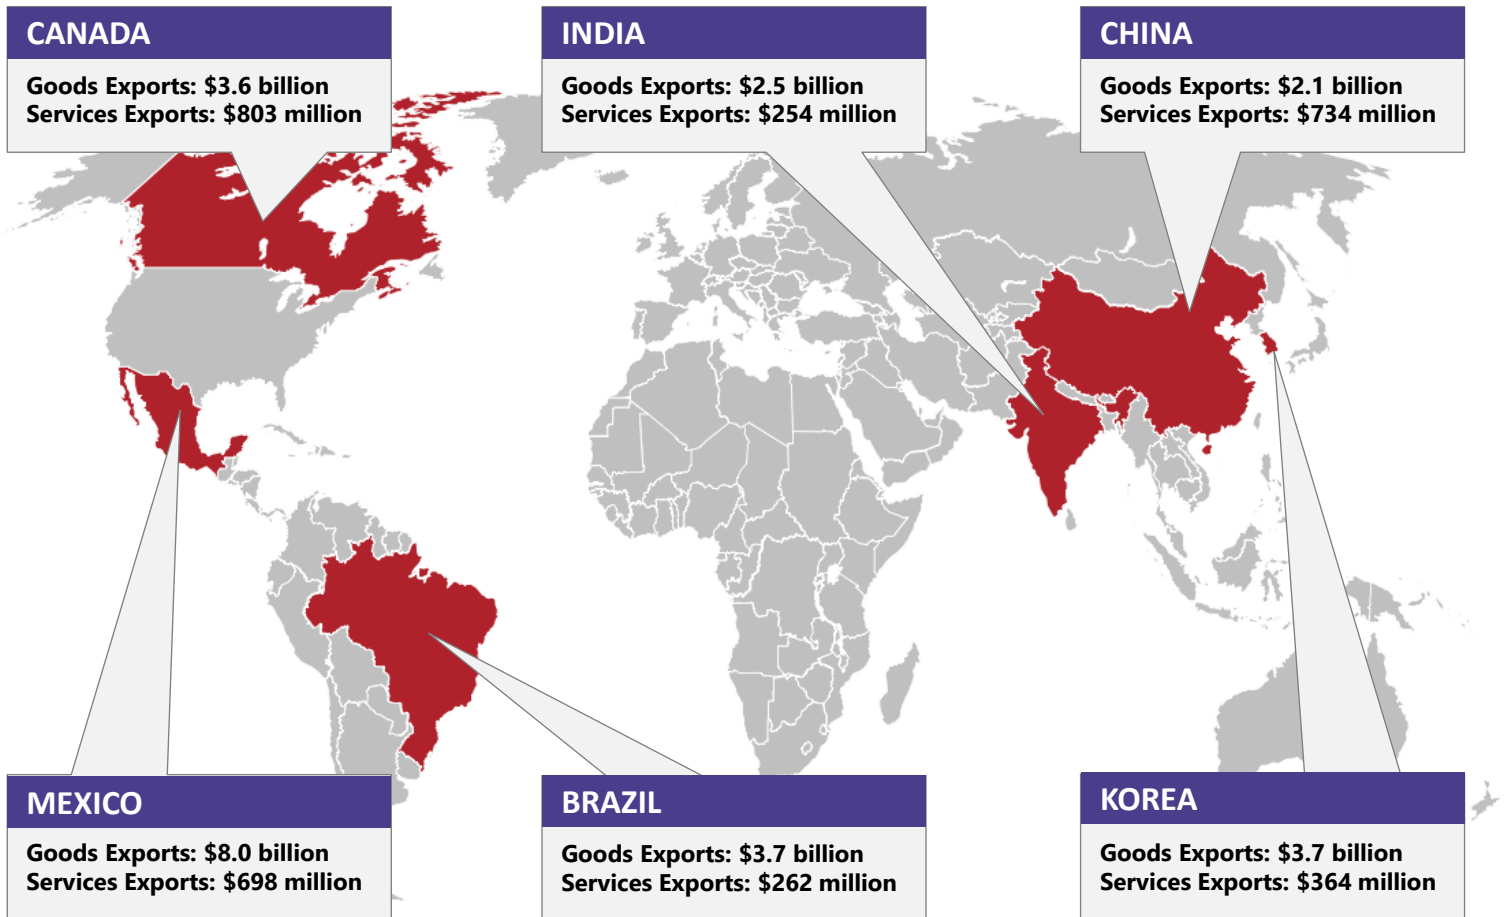 CANADA
Goods Exports: $3.6 billion
Services Exports: $803 million
INDIA
Goods Exports: $2.5 billion
Services Exports: $254 million
CHINA
Goods Exports: $2.1 billion
Services Exports: $734 million
MEXICO
Goods Exports: $8.0 billion
Services Exports: $698 million
BRAZIL
Goods Exports: $3.7 billion
Services Exports: $262 million
KOREA
Goods Exports: $3.7 billion
Services Exports: $364 million